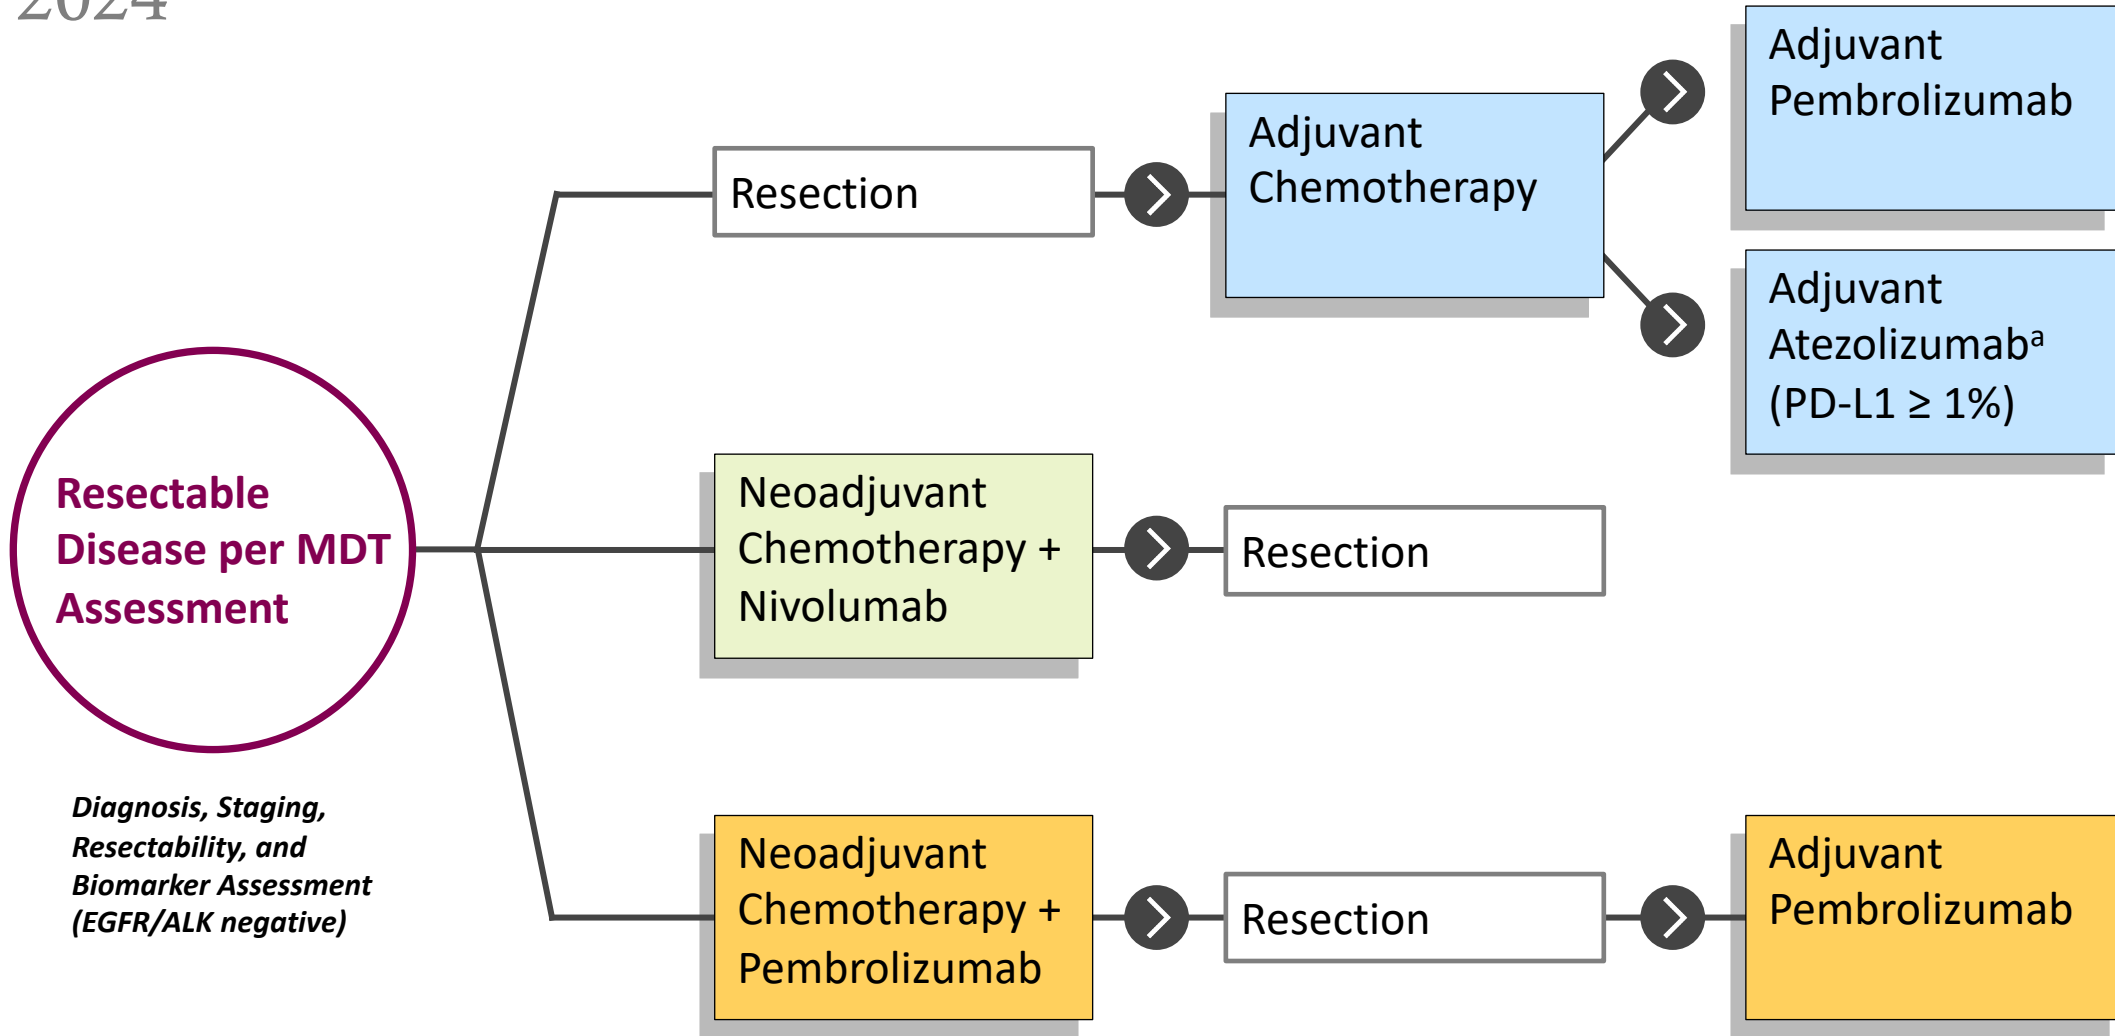 2024
Adjuvant
Pembrolizumab
Adjuvant
Chemotherapy
Resection
Adjuvant
Atezolizumabᵃ
(PD-L1 ≥ 1%)
Resectable
Disease per MDT
Assessment
Neoadjuvant
Chemotherapy +
Nivolumab
Resection
Diagnosis, Staging,
Resectability, and
Biomarker Assessment
(EGFR/ALK negative)
Neoadjuvant
Chemotherapy +
Pembrolizumab
Resection
Adjuvant
Pembrolizumab